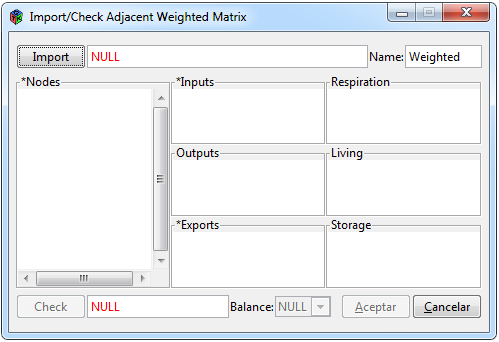 Import/Check Adjacent Weighted Matrix
Import NULL Name: Weighted
*Nodes *Inputs Respiration
Outputs Living
*Exports Storage
Check NULL Balance: NULL Aceptar Cancelar